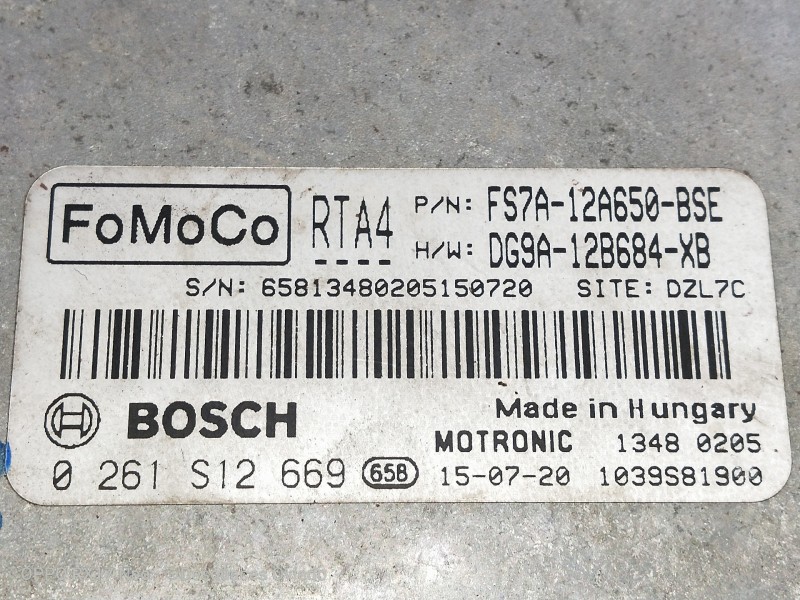 FoMoCo RTA4 P/N: FS7A-12A650-BSE
H/W: DG9A-12B684-XB
S/N: 65813480205150720 SITE: DZL7C
BOSCH Made in Hungary
MOTRONIC 1348 0205
0 261 S12 669 65B 15-07-20 1039S81900